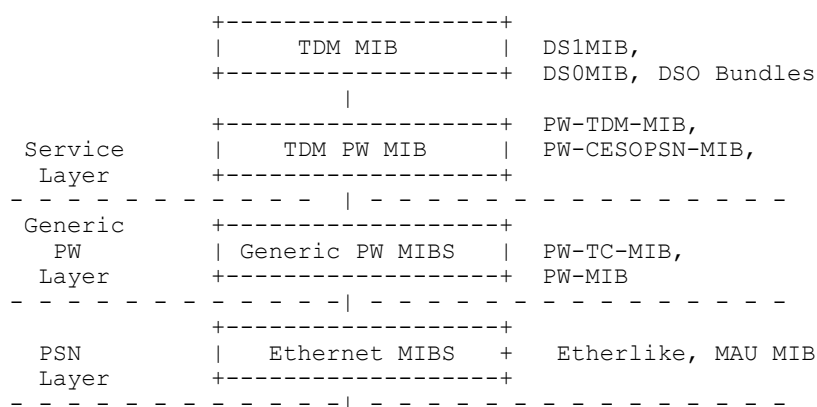 TDM MIB DS1MIB,
DS0MIB, DSO Bundles
PW-TDM-MIB,
Service TDM PW MIB PW-CESOPSN-MIB,
Layer
Generic
PW Generic PW MIBS PW-TC-MIB,
Layer PW-MIB
PSN Ethernet MIBS Etherlike, MAU MIB
Layer